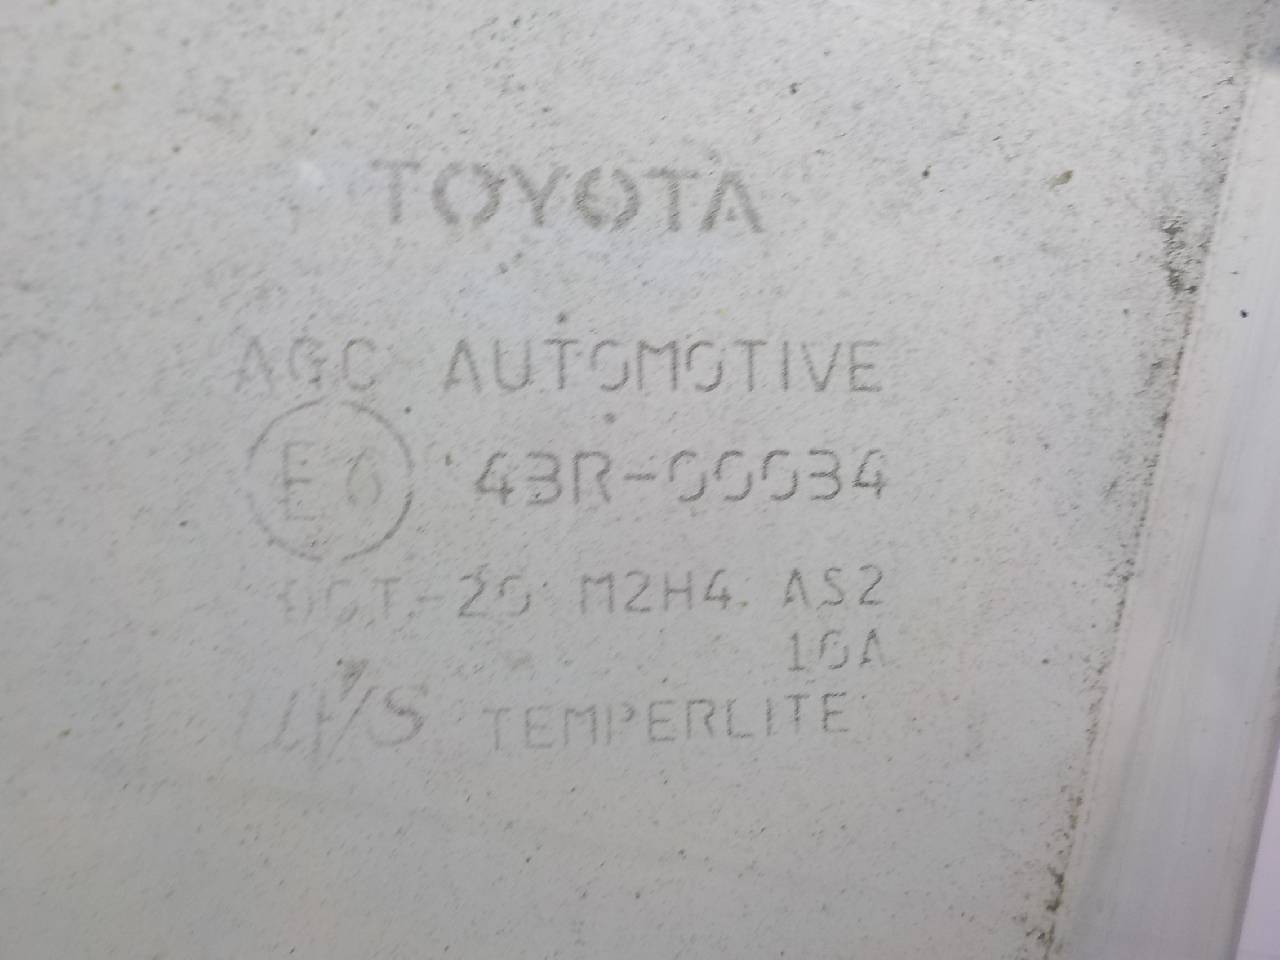 TOYOTA
AGC AUTOMOTIVE
E6 43R-00034
DOT-20 M2H4 AS2
10A
TEMPERLITE